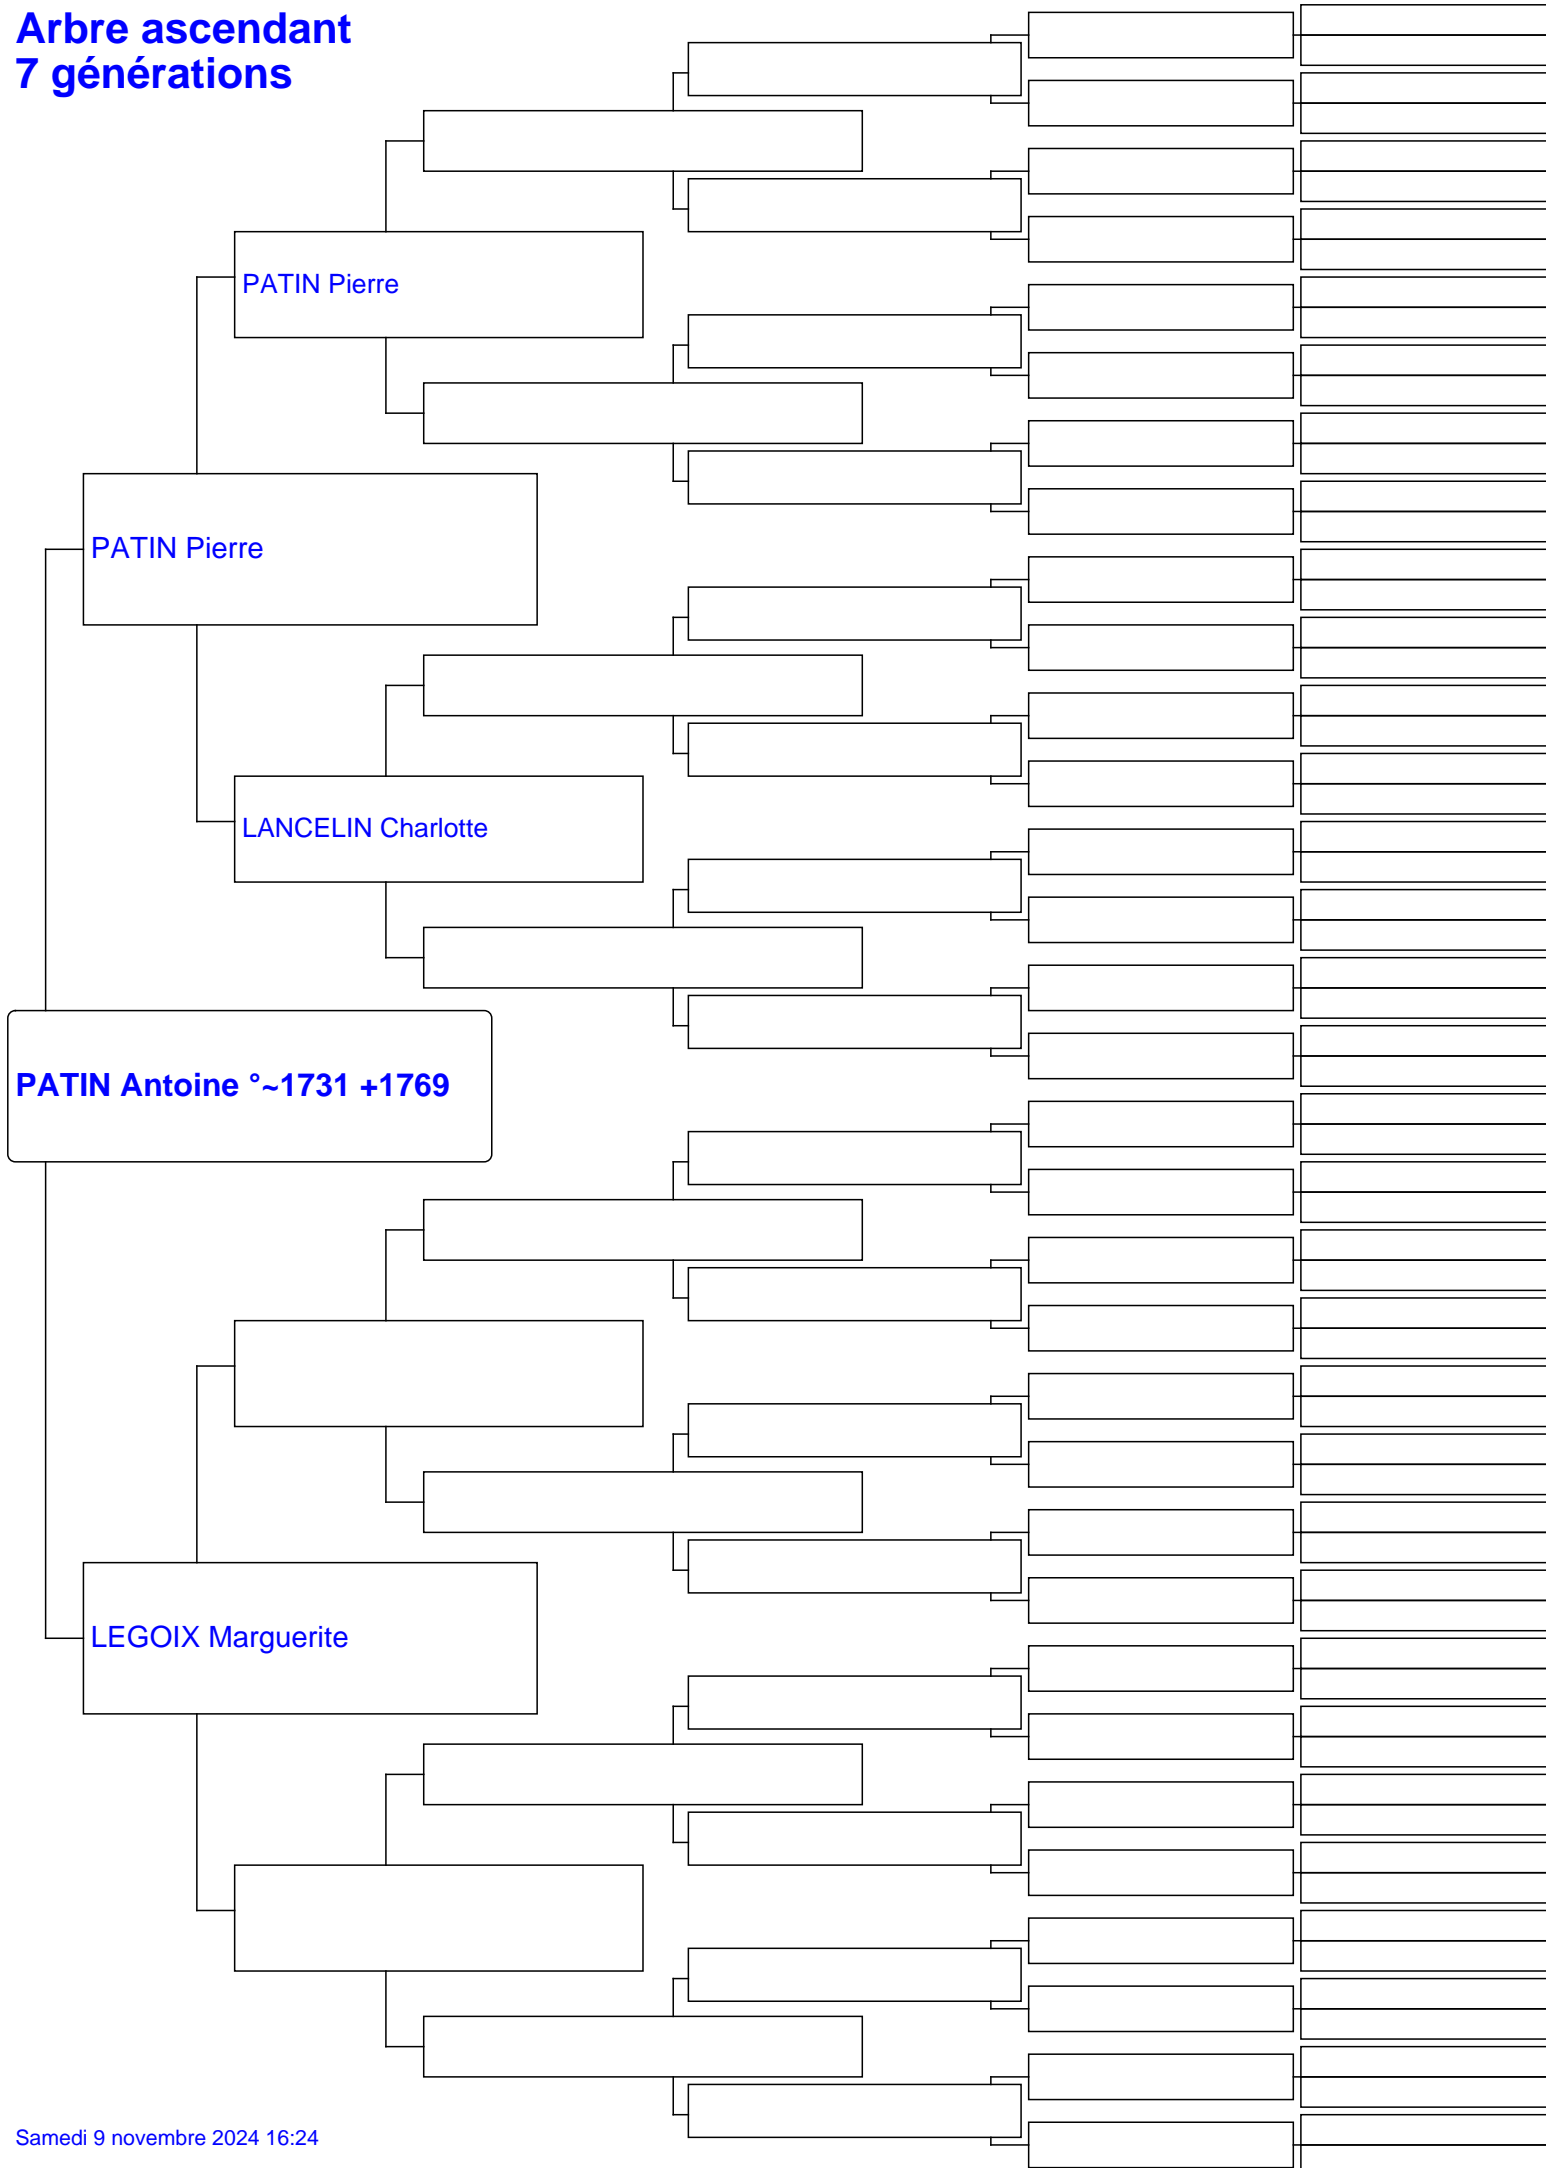 Arbre ascendant
7 générations
PATIN Pierre
PATIN Pierre
LANCELIN Charlotte
PATIN Antoine °~1731 +1769
LEGOIX Marguerite
Samedi 9 novembre 2024 16:24